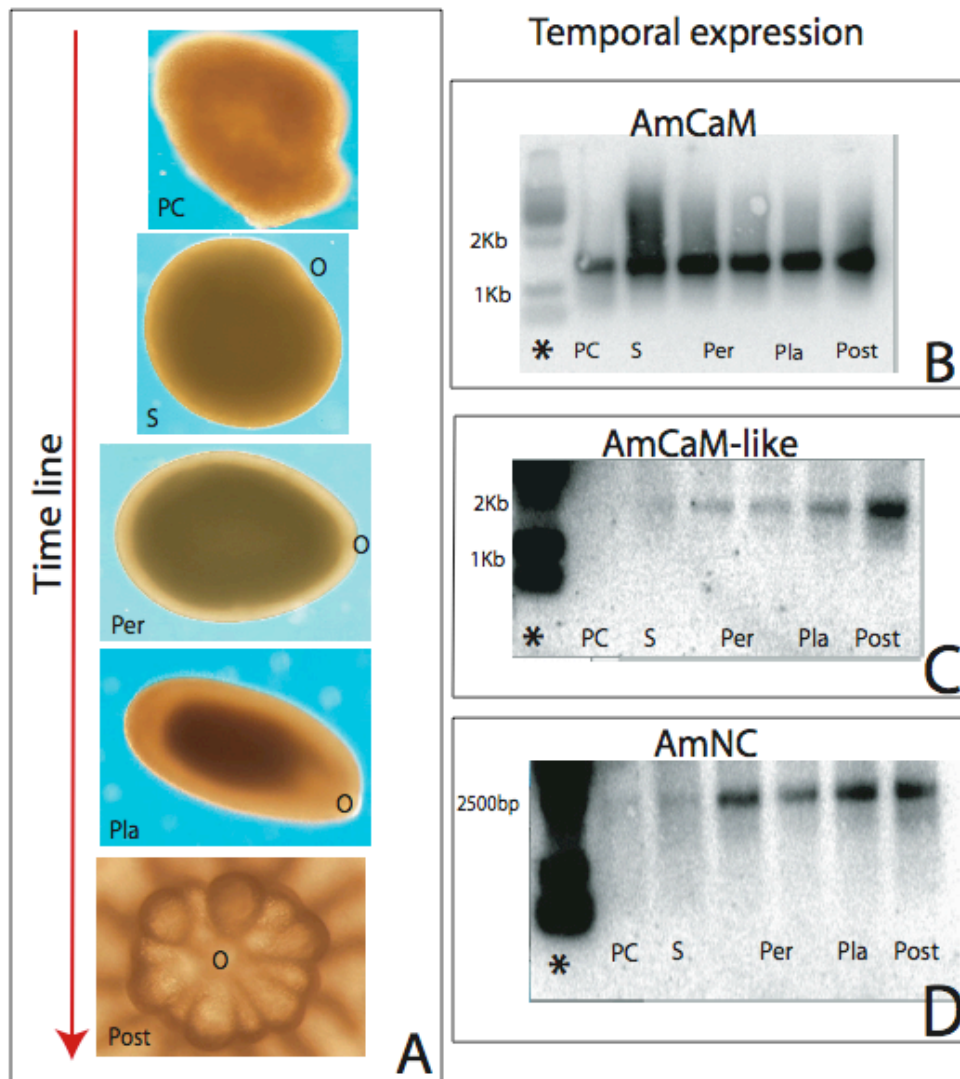 Time line
PC
O
S
O
Per
O
Pla
O
Post
A
Temporal expression
AmCaM
2Kb
1Kb
* PC S Per Pla Post
B
AmCaM-like
2Kb
1Kb
* PC S Per Pla Post
C
AmNC
2500bp
* PC S Per Pla Post
D